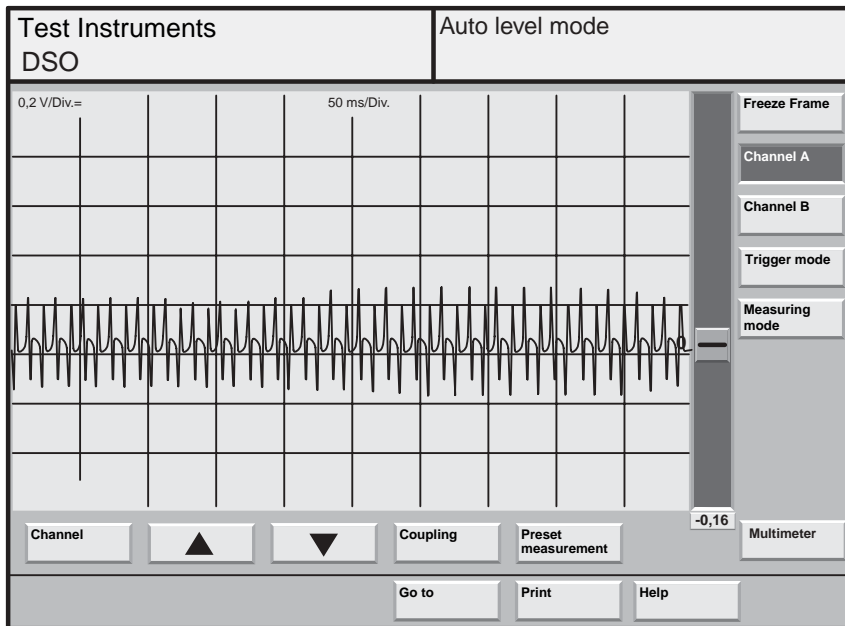 Test Instruments
DSO
Auto level mode
0,2 V/Div.=
50 ms/Div.
Freeze Frame
Channel A
Channel B
Trigger mode
Measuring
mode
0
-0,16
Channel
Coupling
Preset
measurement
Multimeter
Go to
Print
Help